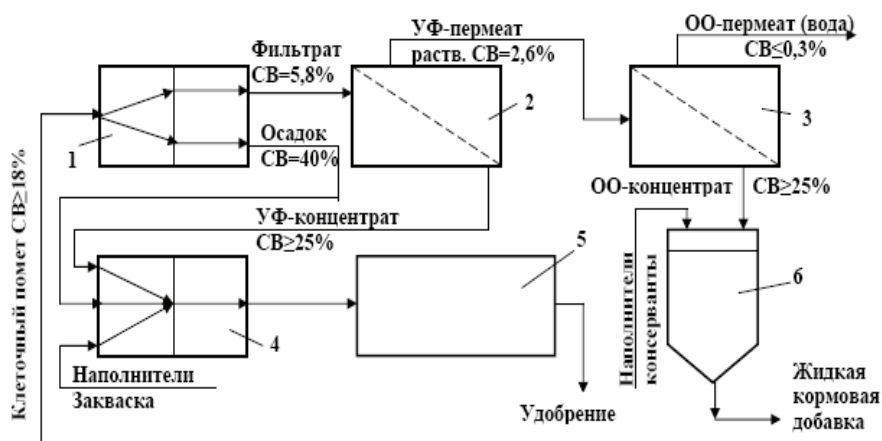 УФ-пермеат
раств. СВ=2,6%
ОО-пермеат (вода)
СВ≤0,3%
Фильтрат
СВ=5,8%
1
2
3
Осадок
СВ=40%
Клеточный помет СВ≥18%
УФ-концентрат
СВ≥25%
ОО-концентрат
СВ≥25%
4
5
6
Наполнители
Закваска
Наполнители
консерванты
Удобрение
Жидкая
кормовая
добавка